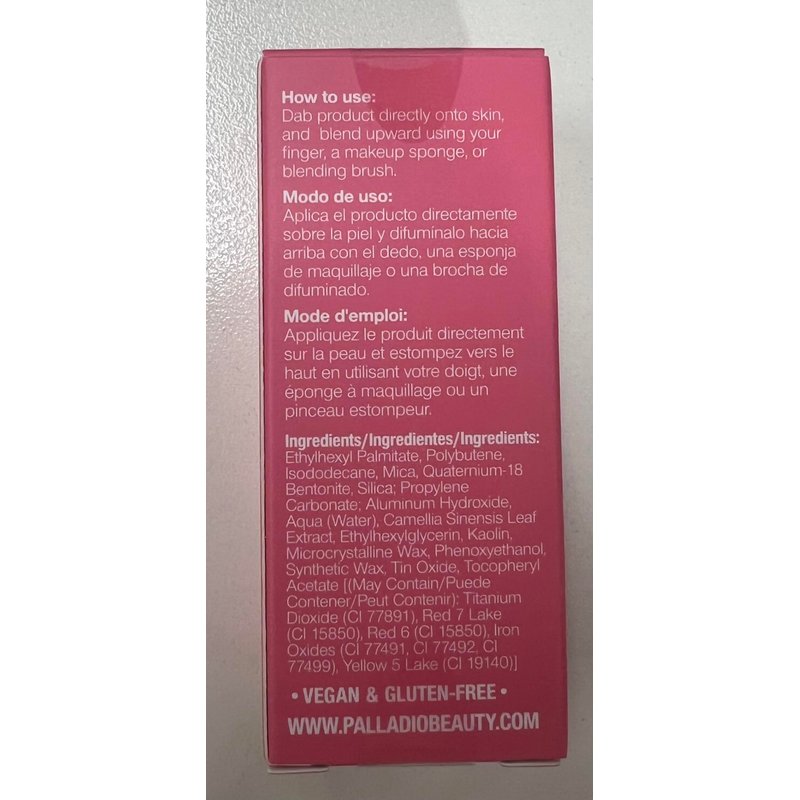 How to use:
Dab product directly onto skin,
and blend upward using your
finger, a makeup sponge, or
blending brush.
Modo de uso:
Aplica el producto directamente
sobre la piel y difumínalo hacia
arriba con el dedo, una esponja
de maquillaje o una brocha de
difuminado.
Mode d'emploi:
Appliquez le produit directement
sur la peau et estompez vers le
haut en utilisant votre doigt, une
éponge à maquillage ou un
pinceau estompeur.
Ingredients/Ingredientes/Ingredients:
Ethylhexyl Palmitate, Polybutene,
Isododecane, Mica, Quaternium-18
Bentonite, Silica; Propylene
Carbonate; Aluminum Hydroxide,
Aqua (Water), Camellia Sinensis Leaf
Extract, Ethylhexylglycerin, Kaolin,
Microcrystalline Wax, Phenoxyethanol,
Synthetic Wax, Tin Oxide, Tocopheryl
Acetate [(May Contain/Puede
Contener/Peut Contenir): Titanium
Dioxide (CI 77891), Red 7 Lake
(CI 15850), Red 6 (CI 15850), Iron
Oxides (CI 77491, CI 77492, CI
77499), Yellow 5 Lake (CI 19140)]
• VEGAN & GLUTEN-FREE •
WWW.PALLADIOBEAUTY.COM